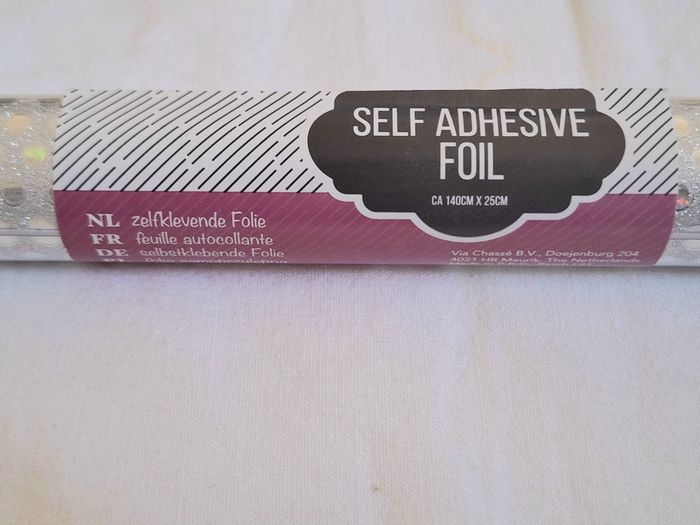 SELF ADHESIVE
FOIL
CA 140CM X 25CM
NL zelfklevende Folie
FR feuille autocollante
DE selbstklebende Folie
Via Chassé B.V., Doejenburg 204
4021 HR Maurik, The Netherlands